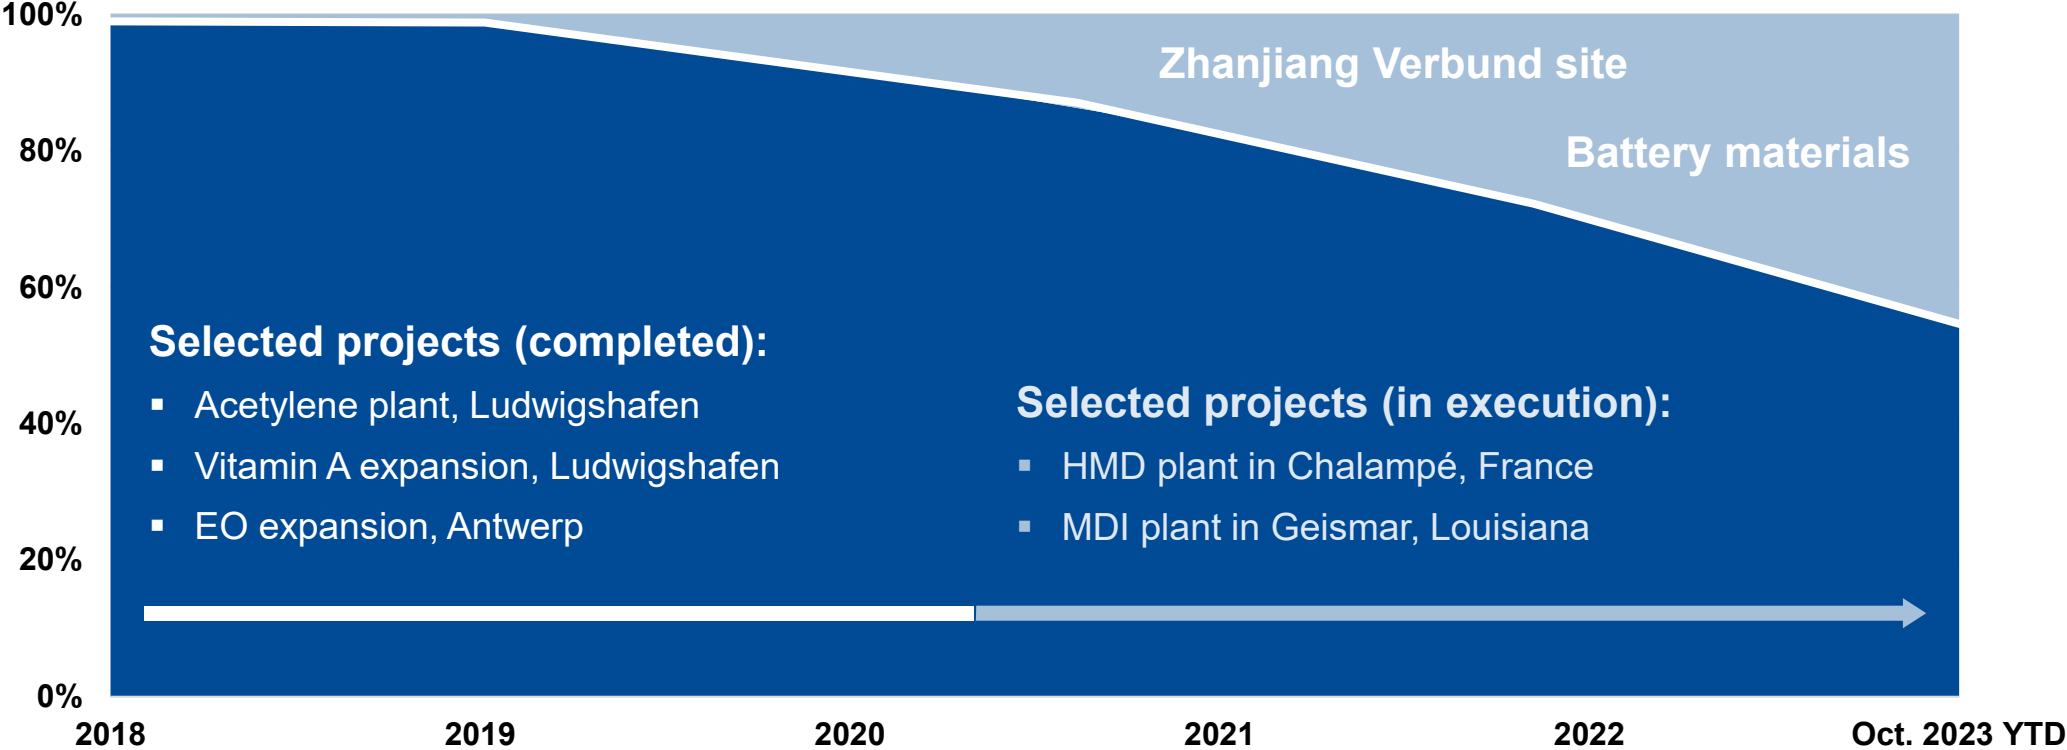 100%
Zhanjiang Verbund site
80%
Battery materials
60%
Selected projects (completed):
▪ Acetylene plant, Ludwigshafen
▪ Vitamin A expansion, Ludwigshafen
▪ EO expansion, Antwerp
40%
Selected projects (in execution):
▪ HMD plant in Chalampé, France
▪ MDI plant in Geismar, Louisiana
20%
0%
2018 2019 2020 2021 2022 Oct. 2023 YTD